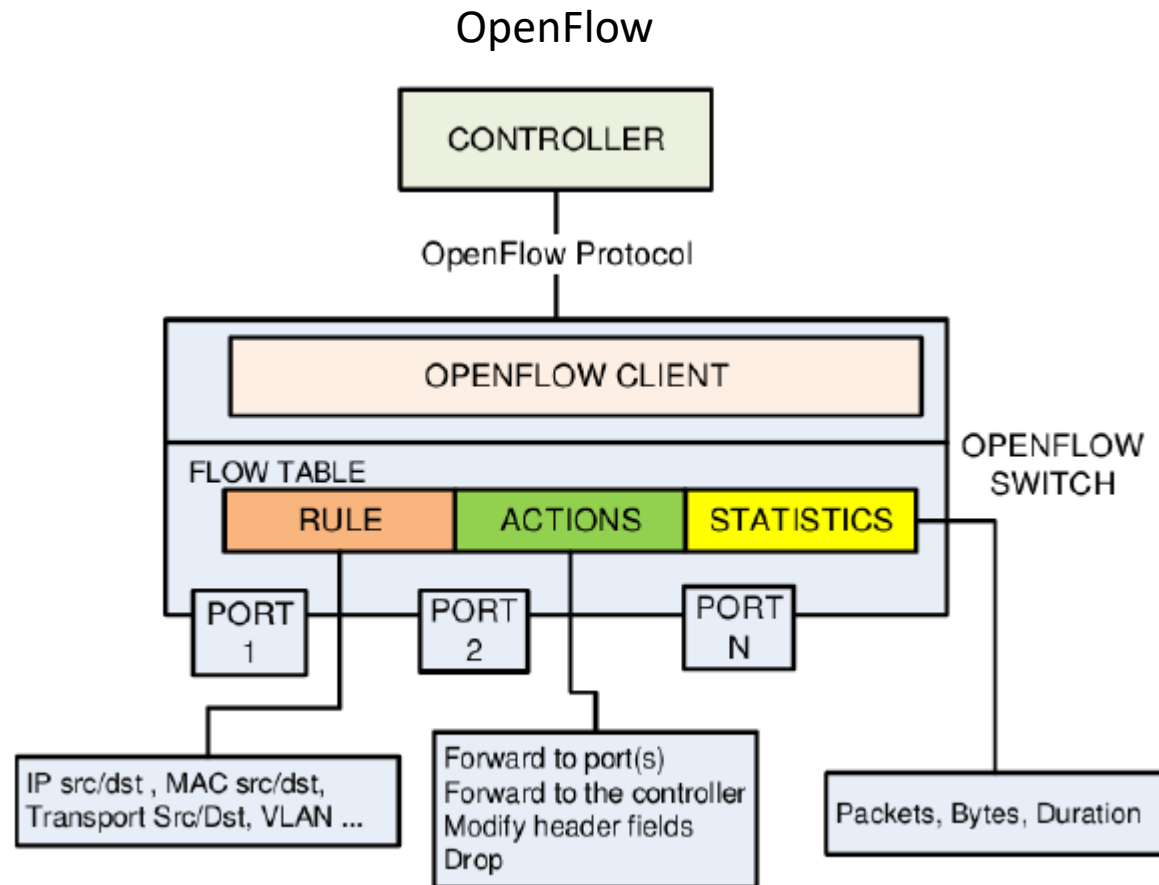 OpenFlow
CONTROLLER
OpenFlow Protocol
OPENFLOW CLIENT
OPENFLOW
SWITCH
FLOW TABLE
RULE
ACTIONS
STATISTICS
PORT
1
PORT
2
PORT
N
IP src/dst , MAC src/dst,
Transport Src/Dst, VLAN ...
Forward to port(s)
Forward to the controller
Modify header fields
Drop
Packets, Bytes, Duration